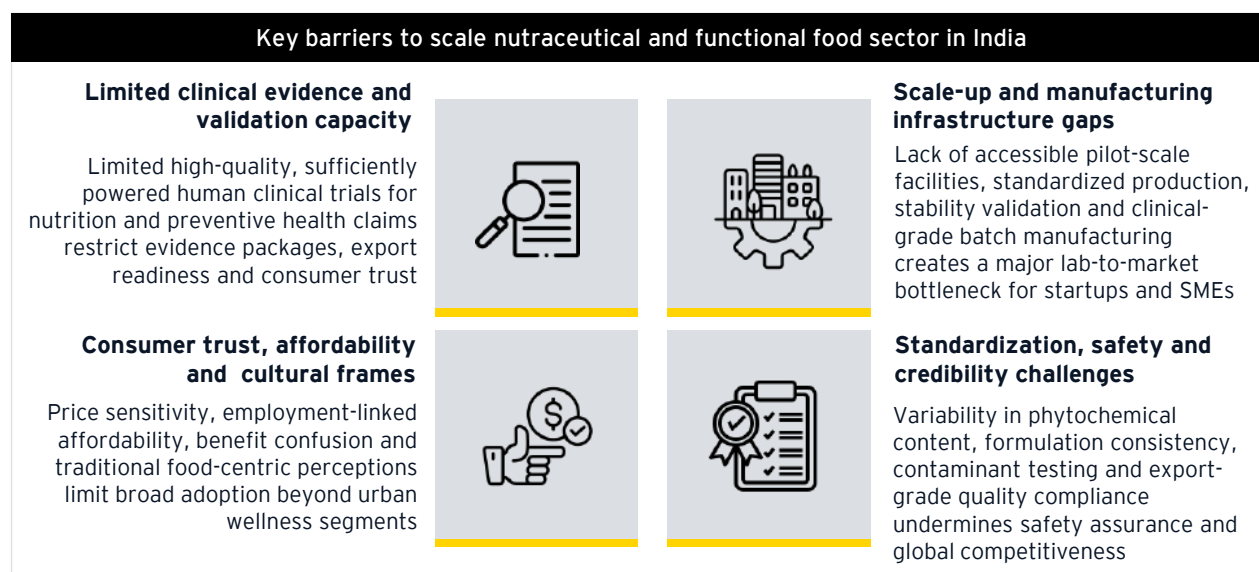 Key barriers to scale nutraceutical and functional food sector in India
Limited clinical evidence and
validation capacity
Limited high-quality, sufficiently
powered human clinical trials for
nutrition and preventive health claims
restrict evidence packages, export
readiness and consumer trust
Scale-up and manufacturing
infrastructure gaps
Lack of accessible pilot-scale
facilities, standardized production,
stability validation and clinical-
grade batch manufacturing
creates a major lab-to-market
bottleneck for startups and SMEs
Consumer trust, affordability
and cultural frames
Price sensitivity, employment-linked
affordability, benefit confusion and
traditional food-centric perceptions
limit broad adoption beyond urban
wellness segments
$
Standardization, safety and
credibility challenges
Variability in phytochemical
content, formulation consistency,
contaminant testing and export-
grade quality compliance
undermines safety assurance and
global competitiveness